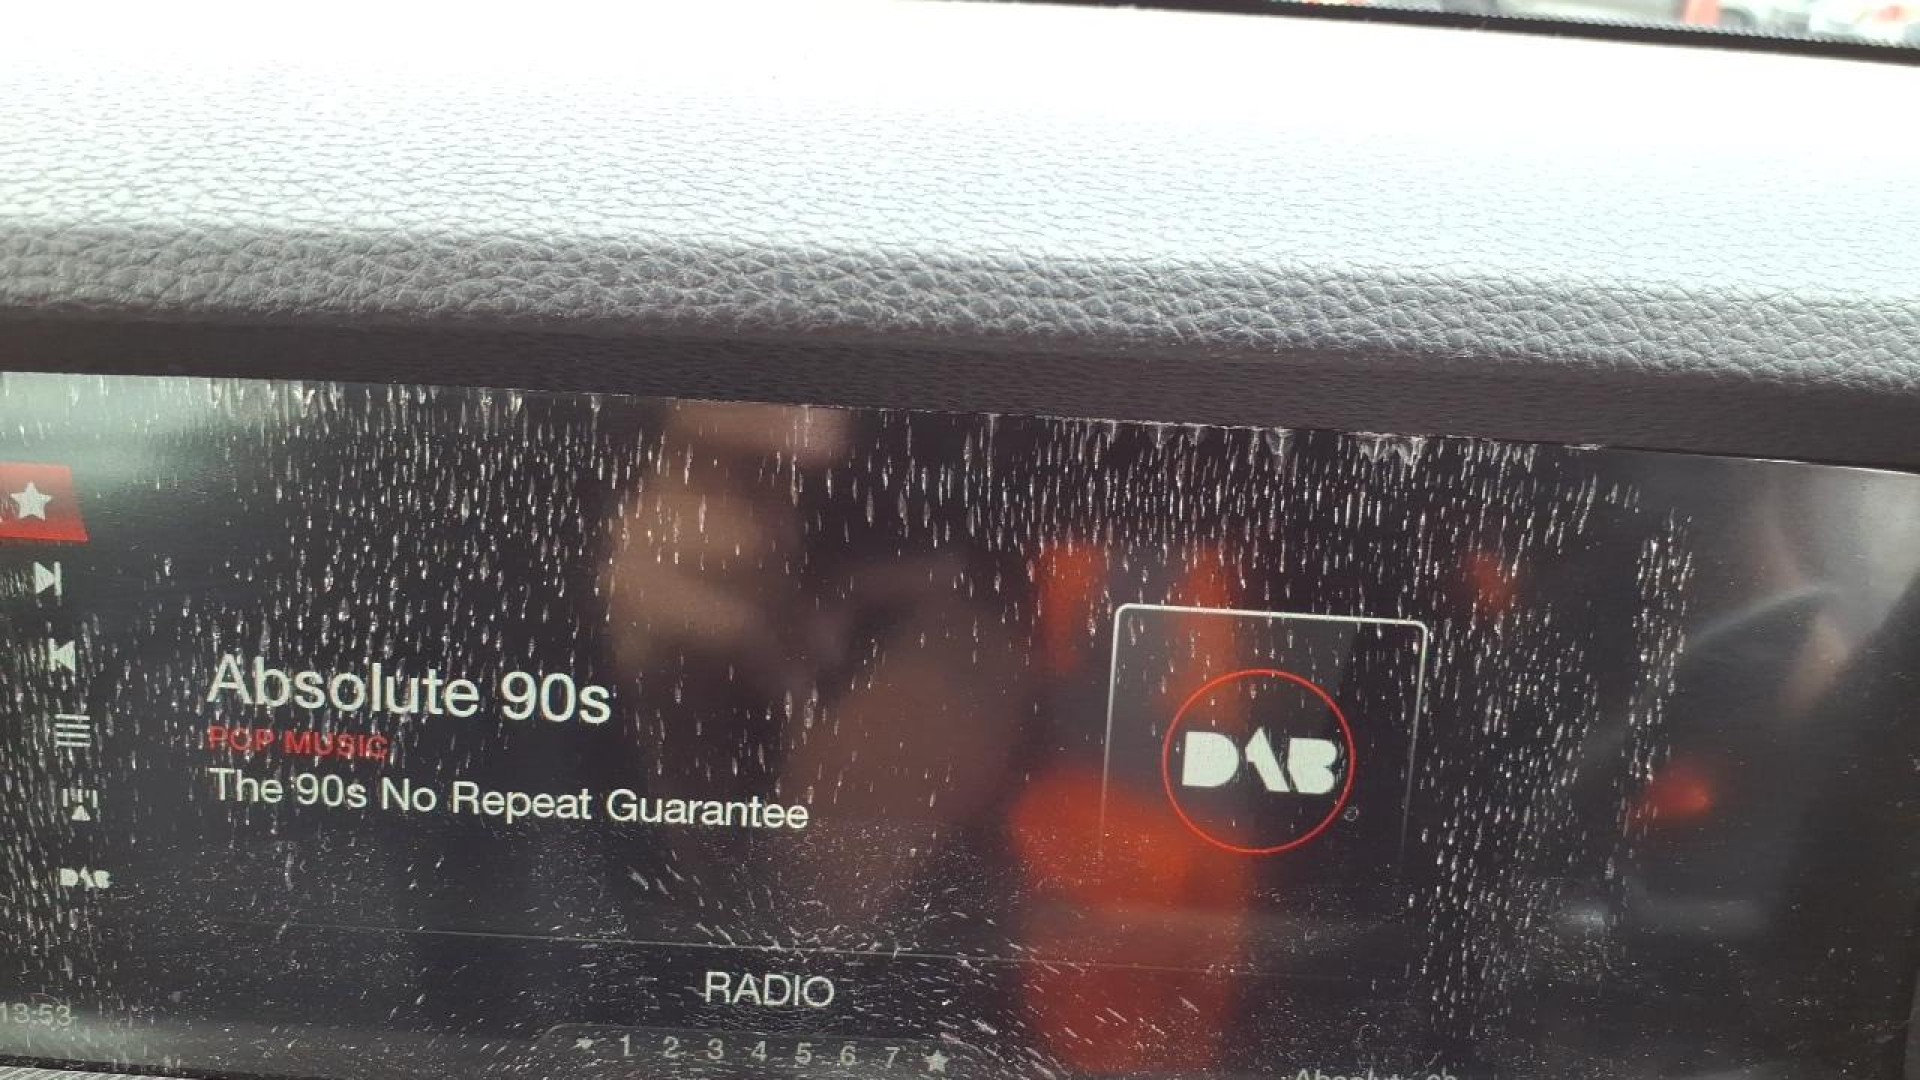 Absolute 90s
POP MUSIC
The 90s No Repeat Guarantee
DAB
DAB
RADIO
13:53
1 2 3 4 5 6 7
Absolute